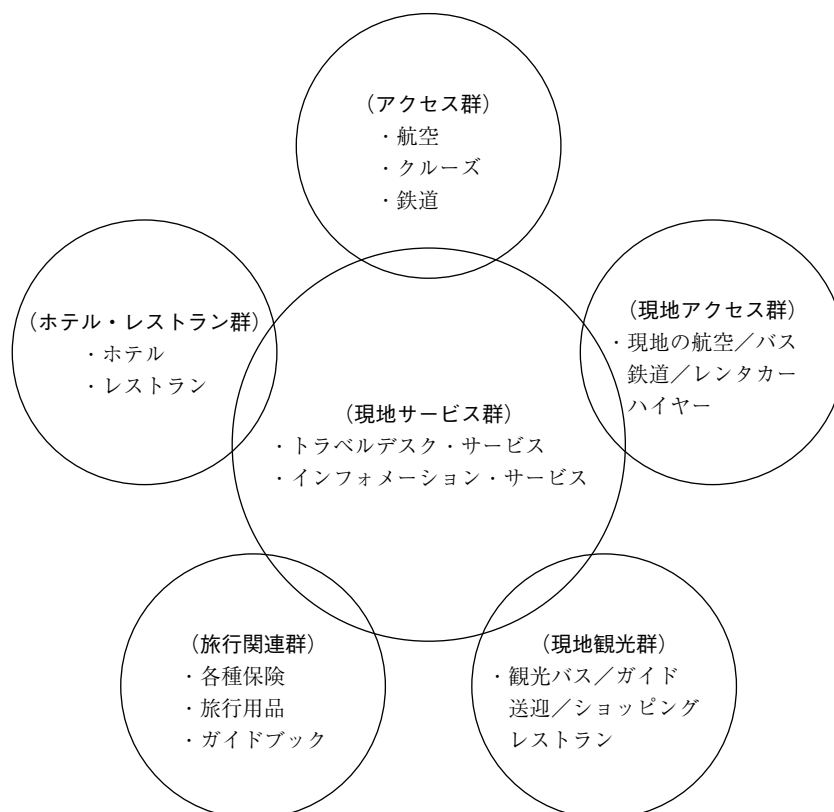 （アクセス群）
・航空
・クルーズ
・鉄道
（ホテル・レストラン群）
・ホテル
・レストラン
（現地アクセス群）
・現地の航空／バス
鉄道／レンタカー
ハイヤー
（現地サービス群）
・トラベルデスク・サービス
・インフォメーション・サービス
（旅行関連群）
・各種保険
・旅行用品
・ガイドブック
（現地観光群）
・観光バス／ガイド
送迎／ショッピング
レストラン